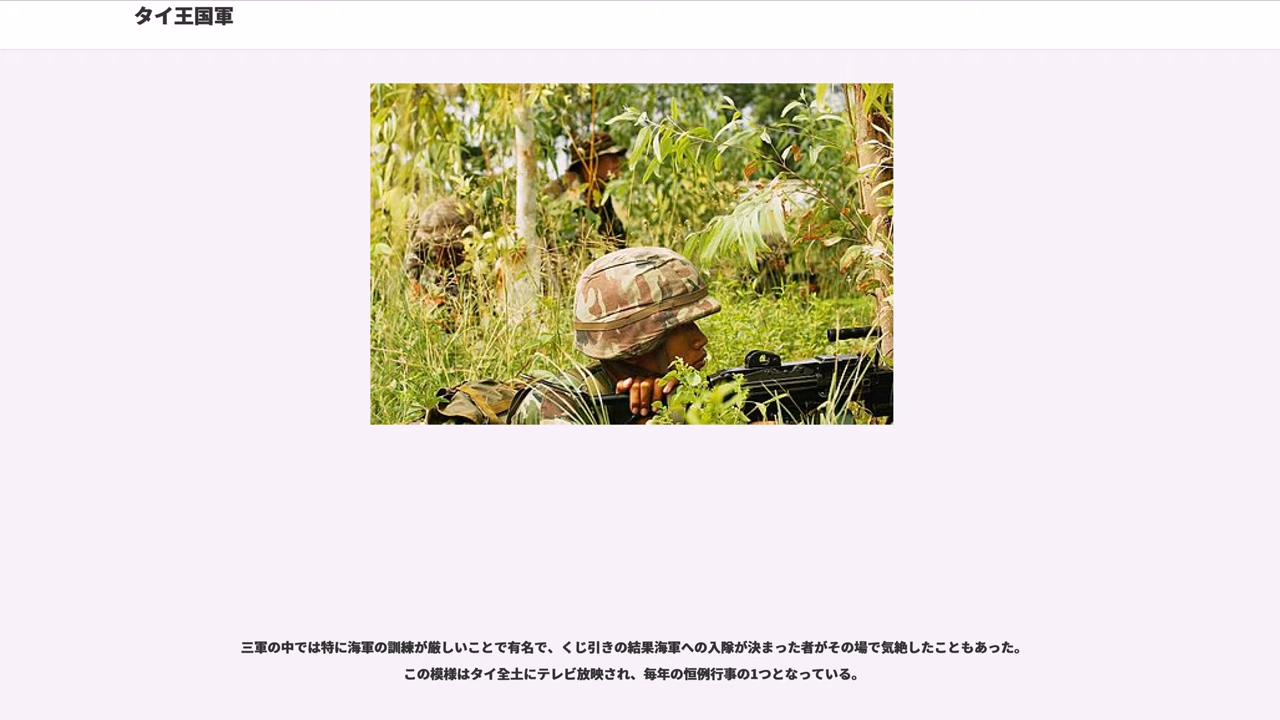 タイ王国軍
三軍の中では特に海軍の訓練が厳しいことで有名で、くじ引きの結果海軍への入隊が決まった者がその場で気絶したこともあった。
この模様はタイ全土にテレビ放映され、毎年の恒例行事の1つとなっている。